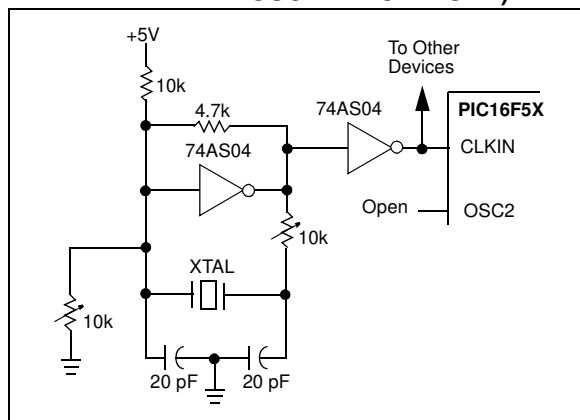 +5V
To Other
Devices
10k
PIC16F5X
4.7k
74AS04
74AS04
CLKIN
Open
OSC2
10k
XTAL
10k
20 pF
20 pF